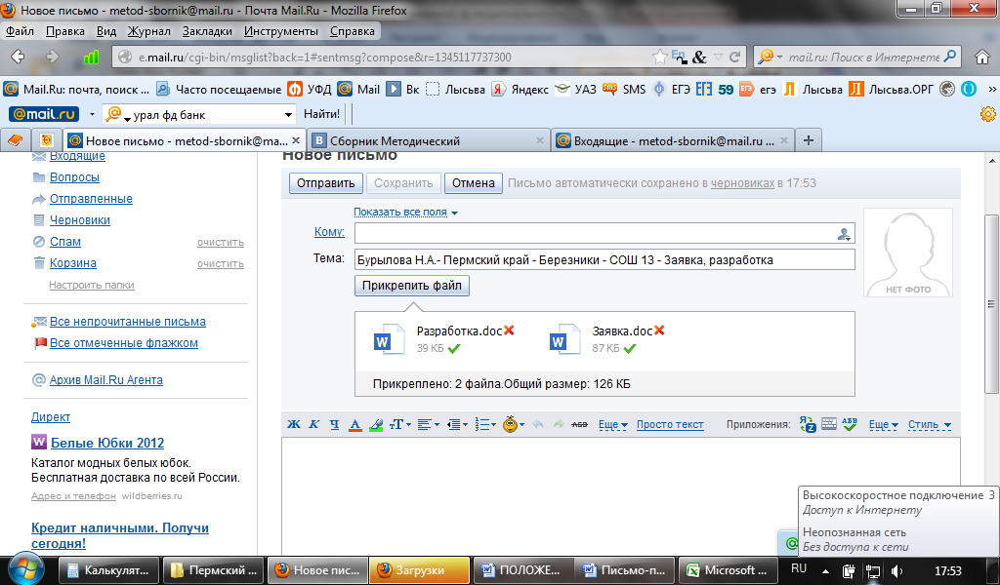 Новое письмо - metod-sbornik@mail.ru - Почта Mail.Ru - Mozilla Firefox
Файл Правка Вид Журнал Закладки Инструменты Справка
e.mail.ru/cgi-bin/msglist?back=1#sentmsg?compose&r=1345117737300
mail.ru: Поиск в Интернете
Mail.Ru: почта, поиск ... Часто посещаемые УФД Mail Вк Лысьва Яндекс УАЗ SMS ЕГЭ 59 егэ Лысьва Лысьва.ОРГ »
@mail.ru урал фд банк Найти!
Новое письмо - metod-sbornik@ma... Сборник Методический Входящие - metod-sbornik@mail.ru ...
Новое письмо
Входящие
Вопросы
Отправленные
Черновики
Спам очистить
Корзина очистить
Настроить папки
Все непрочитанные письма
Все отмеченные флажком
Архив Mail.Ru Агента
Директ
Белые Юбки 2012
Каталог модных белых юбок.
Бесплатная доставка по всей России.
Адрес и телефон wildberries.ru
Кредит наличными. Получи
сегодня!
Отправить Сохранить Отмена Письмо автоматически сохранено в черновиках в 17:53
Показать все поля
Кому:
Тема: Бурылова Н.А.- Пермский край - Березники - СОШ 13 - Заявка, разработка
НЕТ ФОТО
Прикрепить файл
Разработка.doc Заявка.doc
39 КБ 87 КБ
Прикреплено: 2 файла.Общий размер: 126 КБ
Ж К Ч А Т АБВ Еще Просто текст Приложения: Я Z АБВ Еще Стиль
Высокоскоростное подключение 3
Доступ к Интернету
Неопознанная сеть
Без доступа к сети
Калькулят... Пермский ... Новое пис... Загрузки ПОЛОЖЕ... Письмо-п... Microsoft ... RU 17:53